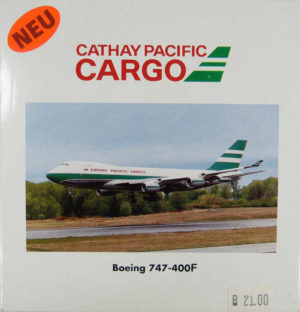 NEU
CATHAY PACIFIC
CARGO
CATHAY PACIFIC CARGO
Boeing 747-400F
B 21.00